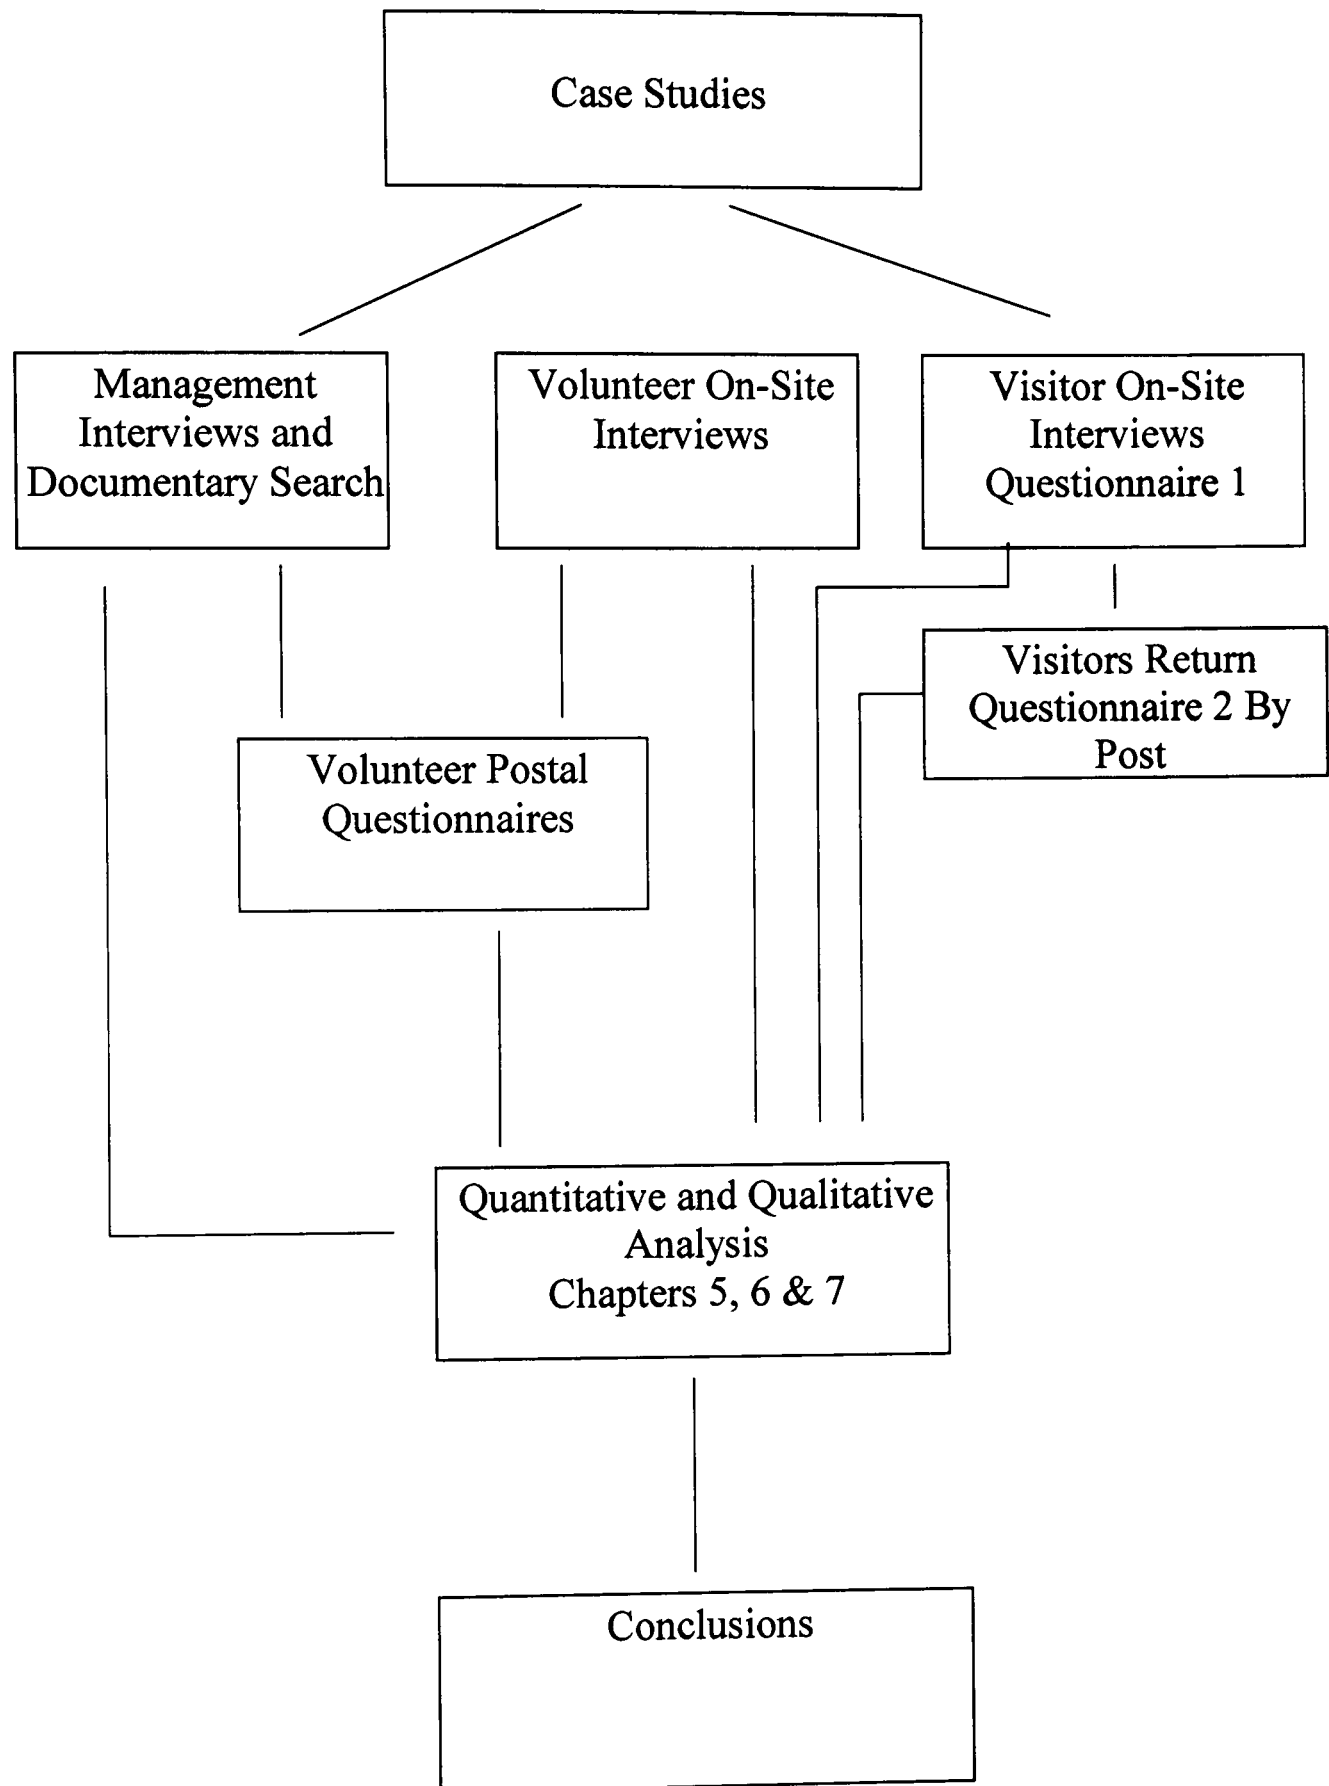 Case Studies
Management
Interviews and
Documentary Search
Volunteer On-Site
Interviews
Visitor On-Site
Interviews
Questionnaire 1
Visitors Return
Questionnaire 2 By
Post
Volunteer Postal
Questionnaires
Quantitative and Qualitative
Analysis
Chapters 5, 6 & 7
Conclusions